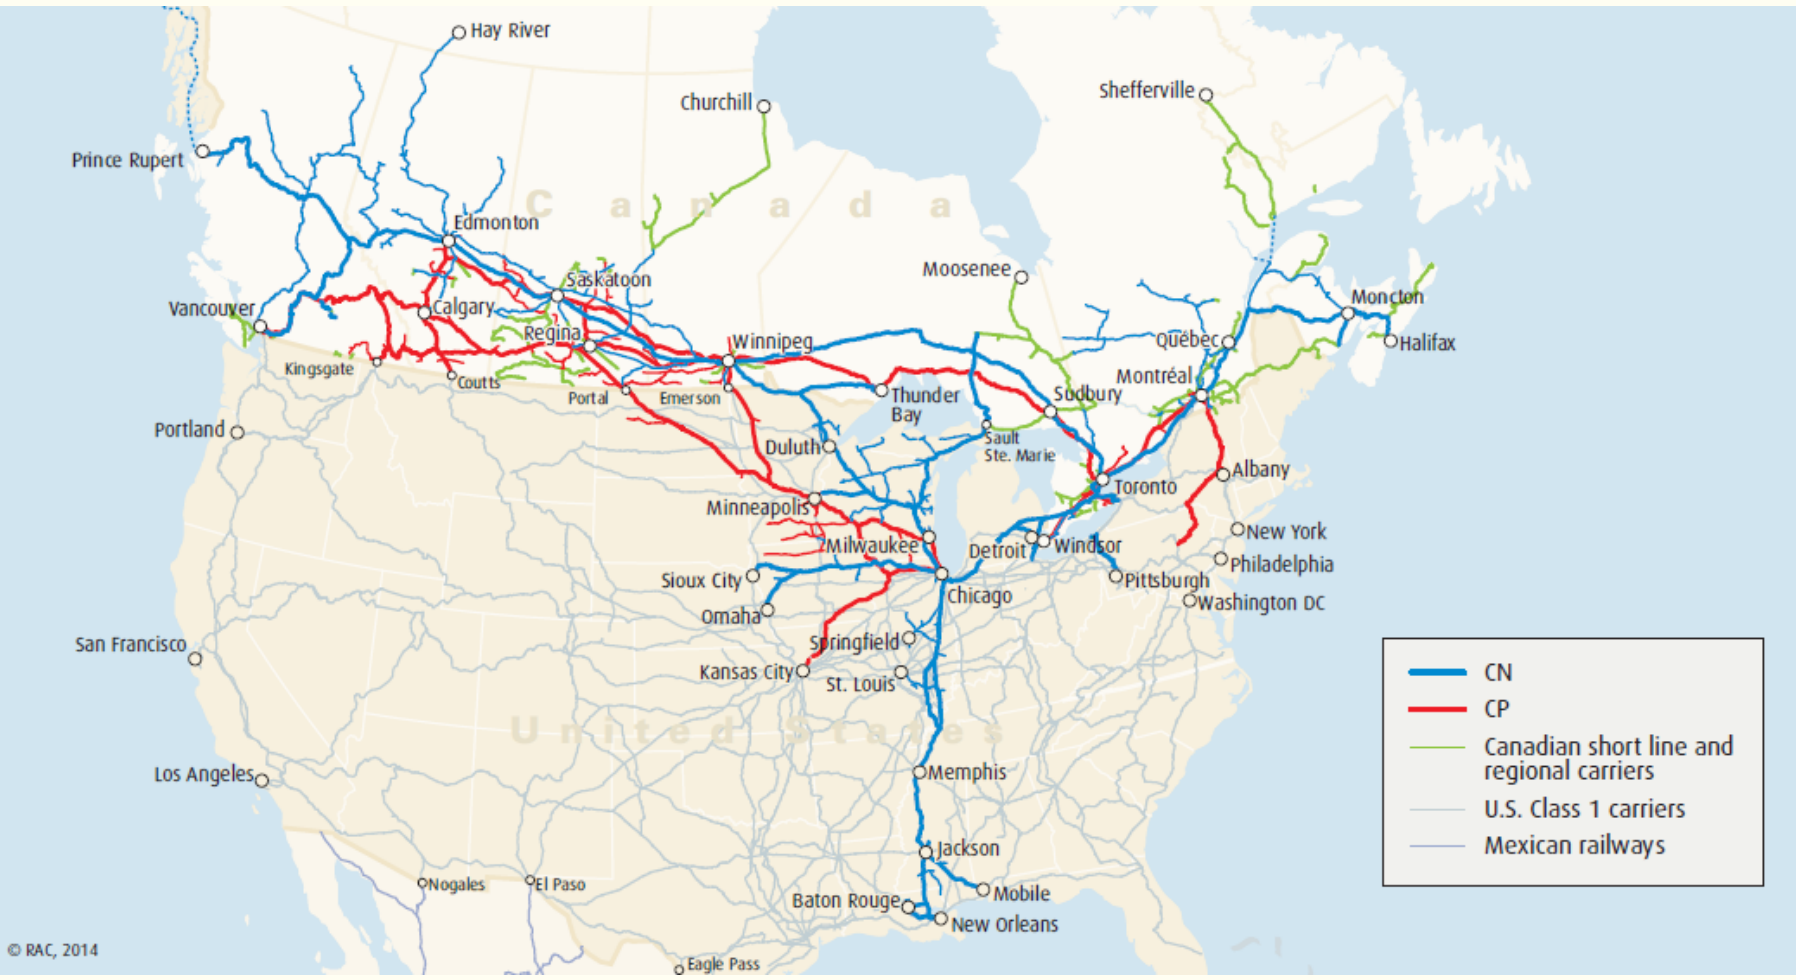 Hay River
Churchill
Shefferville
Prince Rupert
Canada
Edmonton
Moosenee
Saskatoon
Moncton
Vancouver
Calgary
Regina
Winnipeg
Québec
Halifax
Kingsgate
Coutts
Montréal
Portal
Emerson
Thunder
Bay
Sudbury
Portland
Duluth
Sault
Ste. Marie
Albany
Toronto
Minneapolis
New York
Milwaukee
Detroit
Windsor
Philadelphia
Sioux City
Pittsburgh
Chicago
Washington DC
Omaha
San Francisco
Springfield
Kansas City
St. Louis
United States
Los Angeles
Memphis
Jackson
Nogales
El Paso
Mobile
Baton Rouge
New Orleans
Eagle Pass
CN
CP
Canadian short line and
regional carriers
U.S. Class 1 carriers
Mexican railways
© RAC, 2014